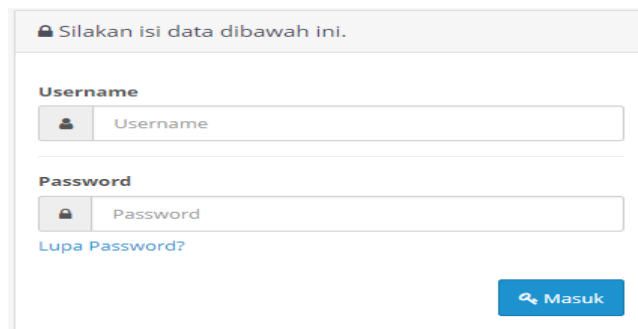 Silakan isi data dibawah ini.
Username
Username
Password
Password
Lupa Password?
Masuk